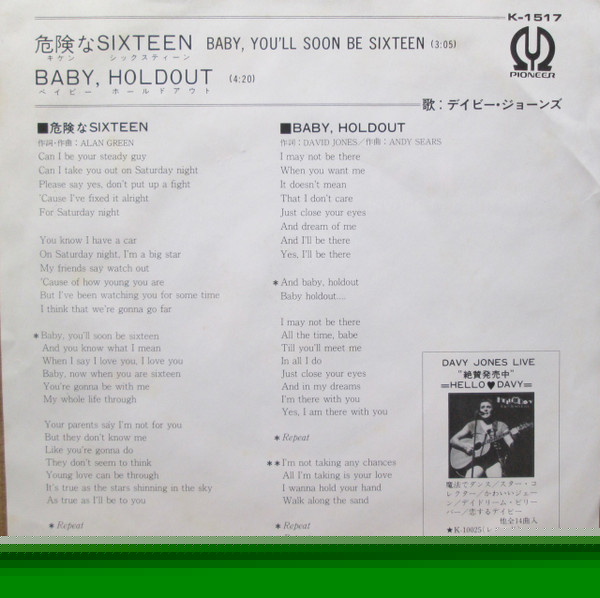 K-1517
危険なSIXTEEN BABY, YOU'LL SOON BE SIXTEEN (3:05)
キケン シックスティーン
BABY, HOLDOUT (4:20)
ベイビー ホールドアウト
PIONEER
歌：デイビー・ジョーンズ
■危険なSIXTEEN
作詞・作曲：ALAN GREEN
Can I be your steady guy
Can I take you out on Saturday night
Please say yes, don't put up a fight
'Cause I've fixed it alright
For Saturday night
You know I have a car
On Saturday night, I'm a big star
My friends say watch out
'Cause of how young you are
But I've been watching you for some time
I think that we're gonna go far
*Baby, you'll soon be sixteen
And you know what I mean
When I say I love you, I love you
Baby, now when you are sixteen
You're gonna be with me
My whole life through
Your parents say I'm not for you
But they don't know me
Like you're gonna do
They don't seem to think
Young love can be through
It's true as the stars shinning in the sky
As true as I'll be to you
* Repeat
■BABY, HOLDOUT
作詞：DAVID JONES／作曲：ANDY SEARS
I may not be there
When you want me
It doesn't mean
That I don't care
Just close your eyes
And dream of me
And I'll be there
Yes, I'll be there
*And baby, holdout
Baby holdout....
I may not be there
All the time, babe
Till you'll meet me
In all I do
Just close your eyes
And in my dreams
I'm there with you
Yes, I am there with you
* Repeat
**I'm not taking any chances
All I'm taking is your love
I wanna hold your hand
Walk along the sand
* Repeat
DAVY JONES LIVE
"絶賛発売中"
=HELLO♥DAVY=
魔法でダンス／スター・コ
レクター／かわいいジェー
ン／デイドリーム・ビリー
バー／恋するデイビー
他全14曲入
★K-10025